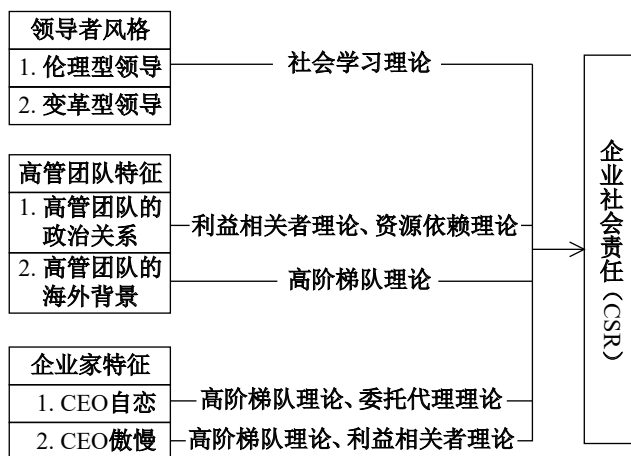 领导者风格
1. 伦理型领导
社会学习理论
2. 变革型领导
高管团队特征
1. 高管团队的
政治关系
利益相关者理论、资源依赖理论
2. 高管团队的
海外背景
高阶梯队理论
企业家特征
1. CEO自恋
高阶梯队理论、委托代理理论
2. CEO傲慢
高阶梯队理论、利益相关者理论
企业社会责任(CSR)